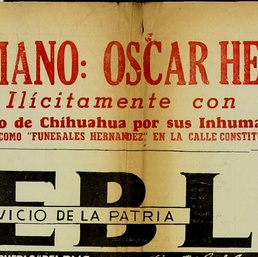 MANO: OSCAR HE
Ilícitamente con
o de Chihuahua por sus Inhuma
COMO "FUNERALES HERNANDEZ" EN LA CALLE CONSTIT
EBL
VICIO DE LA PATRIA